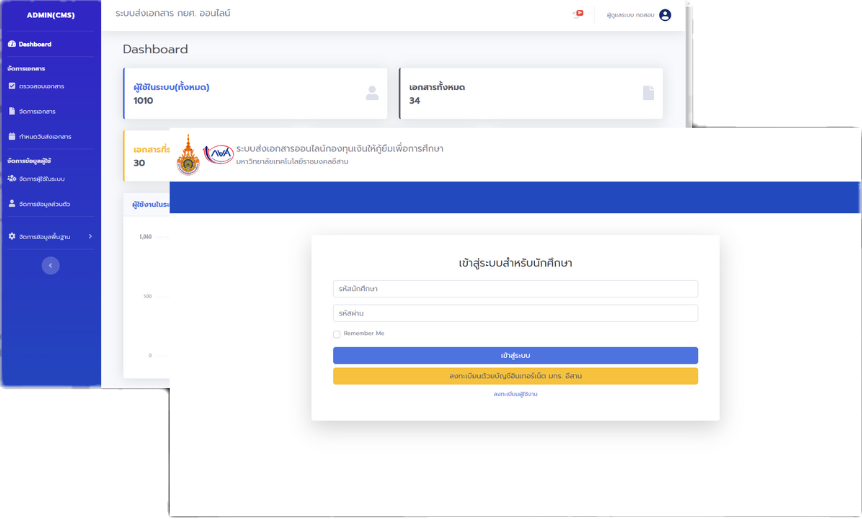 ADMIN(CMS)
Dashboard
จัดการเอกสาร
ตรวจสอบเอกสาร
จัดการเอกสาร
กำหนดวันส่งเอกสาร
จัดการข้อมูลผู้ใช้
จัดการผู้ใช้ในระบบ
จัดการข้อมูลส่วนตัว
จัดการข้อมูลพื้นฐาน
ระบบส่งเอกสาร กยศ. ออนไลน์
ผู้ดูแลระบบ ทดสอบ
Dashboard
ผู้ใช้ในระบบ(ทั้งหมด)
1010
เอกสารทั้งหมด
34
เอกสารที่ร
30
ผู้ใช้งานในระ
100
0
ระบบส่งเอกสารออนไลน์กองทุนเงินให้กู้ยืมเพื่อการศึกษา
มหาวิทยาลัยเทคโนโลยีราชมงคลอีสาน
เข้าสู่ระบบสำหรับนักศึกษา
รหัสนักศึกษา
รหัสผ่าน
Remember Me
เข้าสู่ระบบ
ลงทะเบียนด้วยบัญชีอินเทอร์เน็ต มทร. อีสาน
ลงทะเบียนผู้ใช้งาน